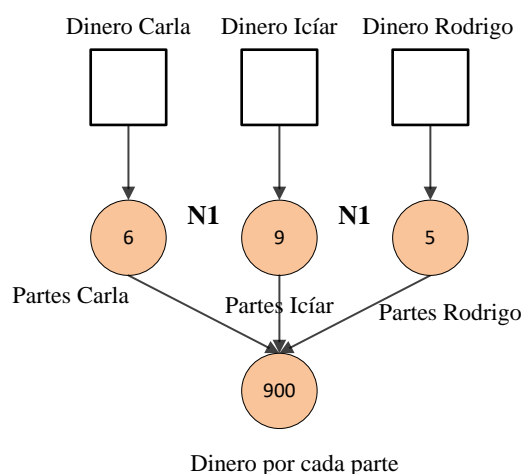 Dinero Carla Dinero Icíar Dinero Rodrigo
N1 N1
6 9 5
Partes Carla Partes Icíar Partes Rodrigo
900
Dinero por cada parte